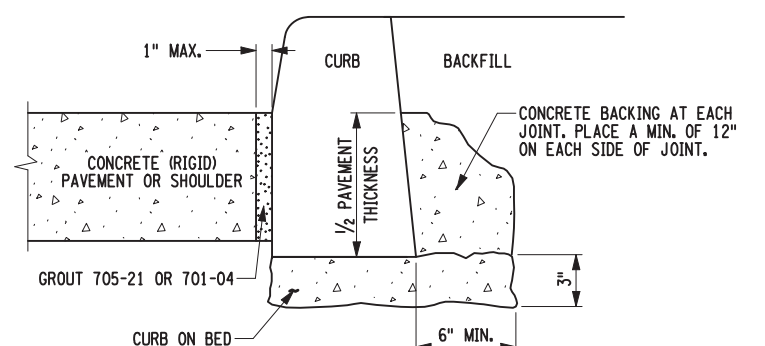 1" MAX.
CURB
BACKFILL
CONCRETE BACKING AT EACH
JOINT. PLACE A MIN. OF 12"
ON EACH SIDE OF JOINT.
CONCRETE (RIGID)
PAVEMENT OR SHOULDER
1/2 PAVEMENT
THICKNESS
GROUT 705-21 OR 701-04
3"
CURB ON BED
6" MIN.